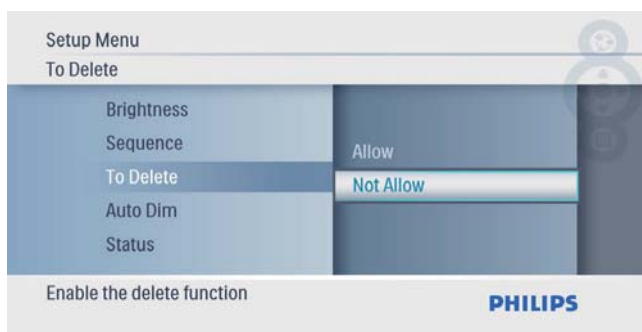 Setup Menu
To Delete
Brightness
Sequence
To Delete
Auto Dim
Status
Allow
Not Allow
Enable the delete function
PHILIPS